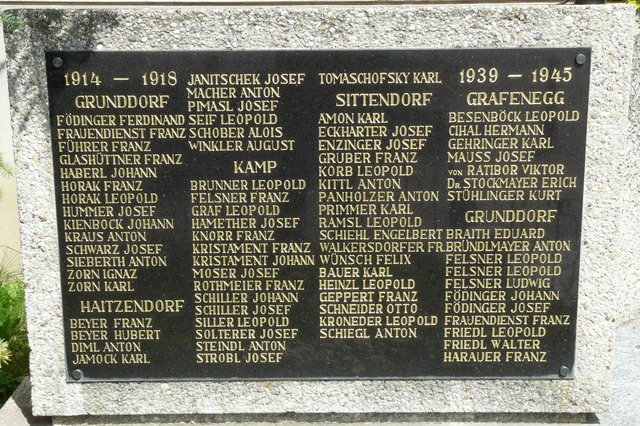 1914 — 1918
GRUNDDORF
FÖDINGER FERDINAND
FRAUENDIENST FRANZ
FÜHRER FRANZ
GLASHÜTTNER FRANZ
HABERL JOHANN
HORAK FRANZ
HORAK LEOPOLD
HUMMER JOSEF
KIENBÖCK JOHANN
KRAUS ANTON
SCHWARZ JOSEF
SIEBERTH ANTON
ZORN IGNAZ
ZORN KARL
HAITZENDORF
BEYER FRANZ
BEYER HUBERT
DIML ANTON
JAMOCK KARL
JANITSCHEK JOSEF
MACHER ANTON
PIMASL JOSEF
SEIF LEOPOLD
SCHOBER ALOIS
WINKLER AUGUST
KAMP
BRUNNER LEOPOLD
FELSNER FRANZ
GRAF LEOPOLD
HAMETHER JOSEF
KNORR FRANZ
KRISTAMENT FRANZ
KRISTAMENT JOHANN
MOSER JOSEF
ROTHMEIER FRANZ
SCHILLER JOHANN
SCHILLER JOSEF
SILLER LEOPOLD
SOLTERER JOSEF
STEINDL ANTON
STROBL JOSEF
TOMASCHOFSKY KARL
SITTENDORF
AMON KARL
ECKHARTER JOSEF
ENZINGER JOSEF
GRUBER FRANZ
KORB LEOPOLD
KITTL ANTON
PANHOLZER ANTON
PRIMMER KARL
RAMISL LEOPOLD
SCHIEHL ENGELBERT
WALKERSDORFER FR.
WÜNSCH FELIX
BAUER KARL
HEINZL LEOPOLD
GEPPERT FRANZ
SCHNEIDER OTTO
KRONEDER LEOPOLD
SCHIEGL ANTON
1939 — 1945
GRAFENEGG
BESENBÖCK LEOPOLD
CIHAL HERMANN
GEHRINGER KARL
MAUSS JOSEF
VON RATIBOR VIKTOR
DR. STOCKMAYER ERICH
STÜHLINGER KURT
GRUNDDORF
BRAITH EDUARD
BRÜNDLMAYER ANTON
FELSNER LEOPOLD
FELSNER LEOPOLD
FELSNER LUDWIG
FÖDINGER JOHANN
FÖDINGER JOSEF
FRAUENDIENST FRANZ
FRIEDL LEOPOLD
FRIEDL WALTER
HARAUER FRANZ